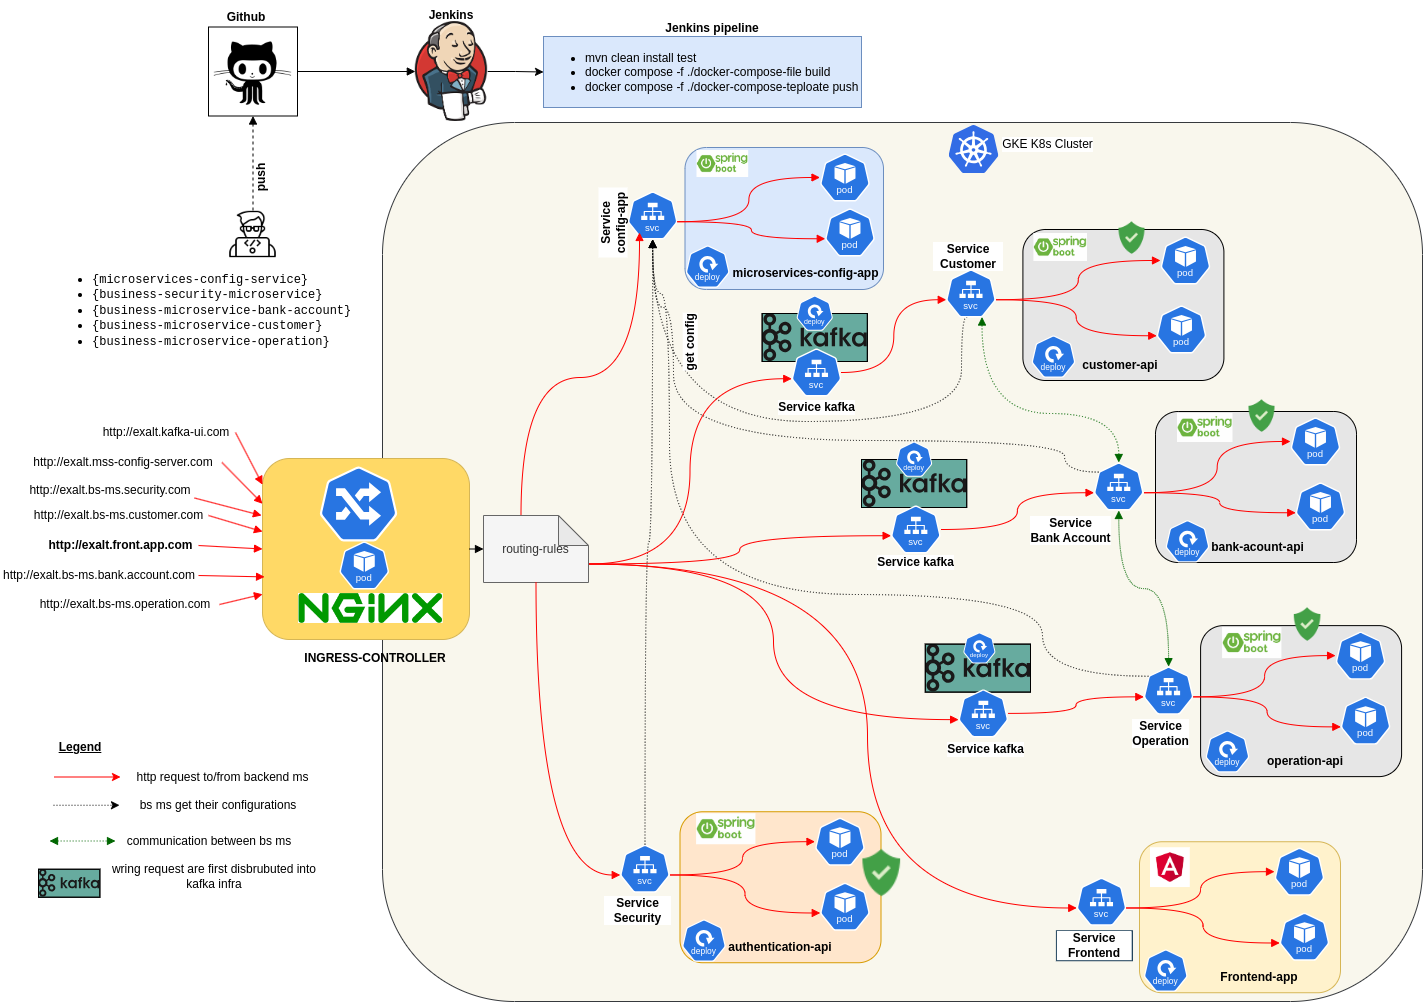 Github
Jenkins
Jenkins pipeline
mvn clean install test
docker compose -f ./docker-compose-file build
docker compose -f ./docker-compose-teploate push
push
GKE K8s Cluster
{microservices-config-service}
{business-security-microservice}
{business-microservice-bank-account}
{business-microservice-customer}
{business-microservice-operation}
Service
config-app
svc
spring
boot
pod
pod
deploy
microservices-config-app
get config
Service
Customer
svc
spring
boot
pod
pod
deploy
customer-api
deploy
kafka
svc
Service kafka
http://exalt.kafka-ui.com
http://exalt.mss-config-server.com
http://exalt.bs-ms.security.com
http://exalt.bs-ms.customer.com
http://exalt.front.app.com
http://exalt.bs-ms.bank.account.com
http://exalt.bs-ms.operation.com
pod
NGiNX
INGRESS-CONTROLLER
routing-rules
deploy
kafka
svc
Service kafka
svc
Service
Bank Account
spring
boot
pod
pod
deploy
bank-acount-api
deploy
kafka
svc
Service kafka
svc
Service
Operation
spring
boot
pod
pod
deploy
operation-api
Legend
http request to/from backend ms
bs ms get their configurations
communication between bs ms
kafka
wring request are first disbrubuted into
kafka infra
svc
Service
Security
spring
boot
pod
pod
deploy
authentication-api
svc
Service
Frontend
pod
pod
deploy
Frontend-app